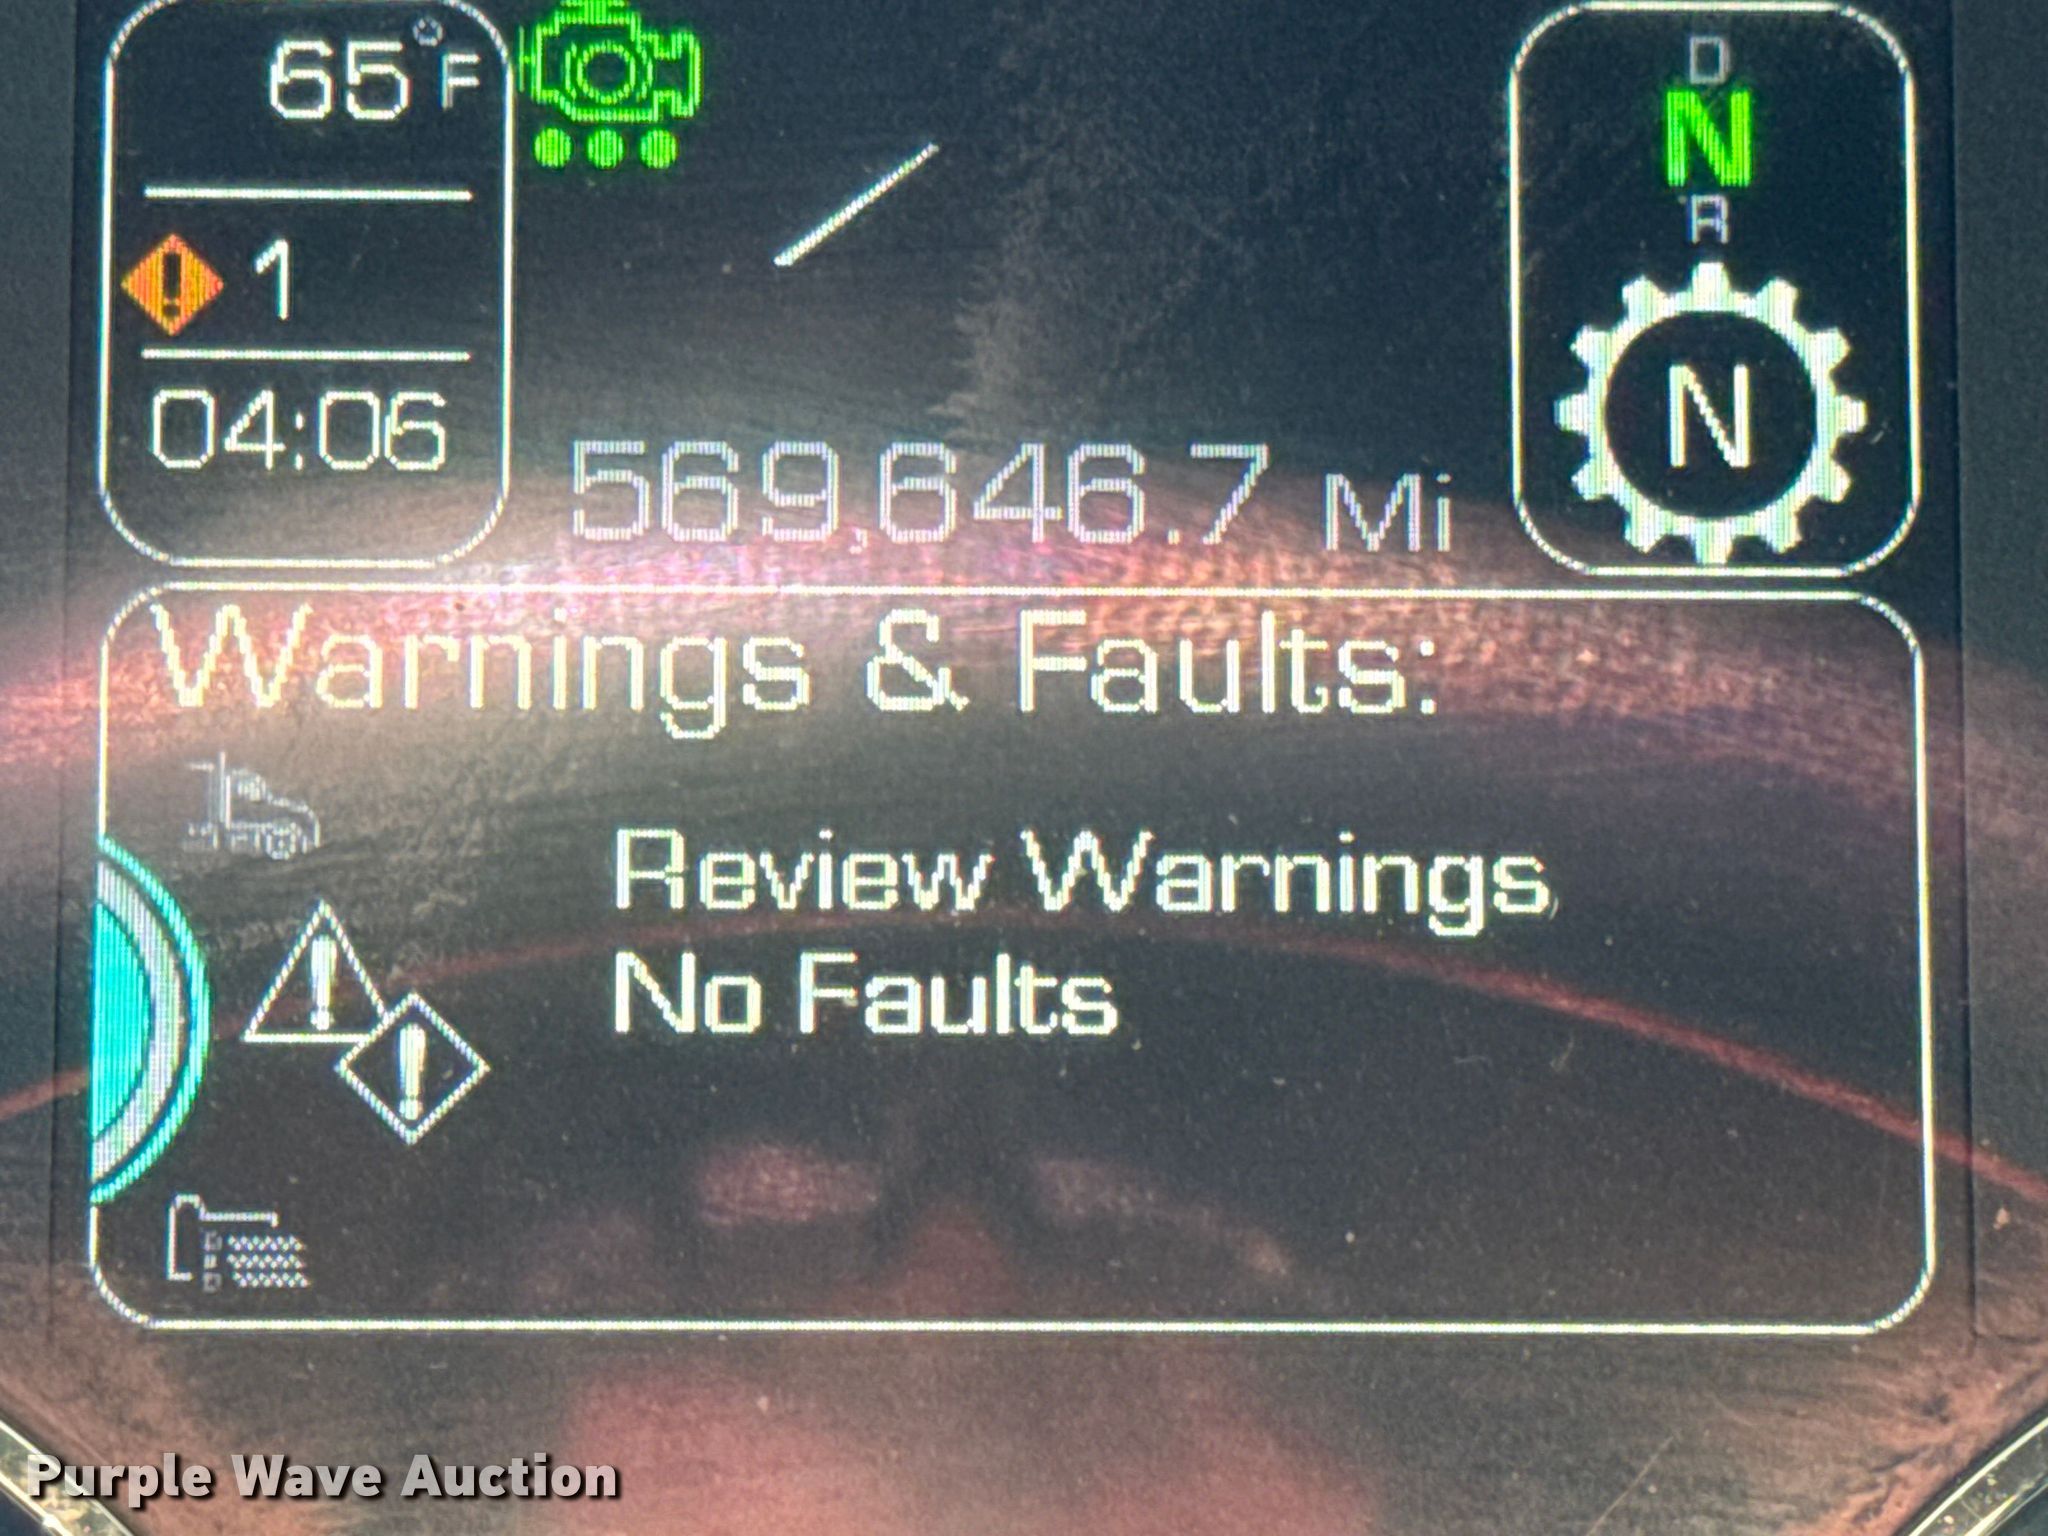 65°F
1
04:06
D
N
R
N
569,646.7 Mi
Warnings & Faults:
Review Warnings
No Faults
Purple Wave Auction